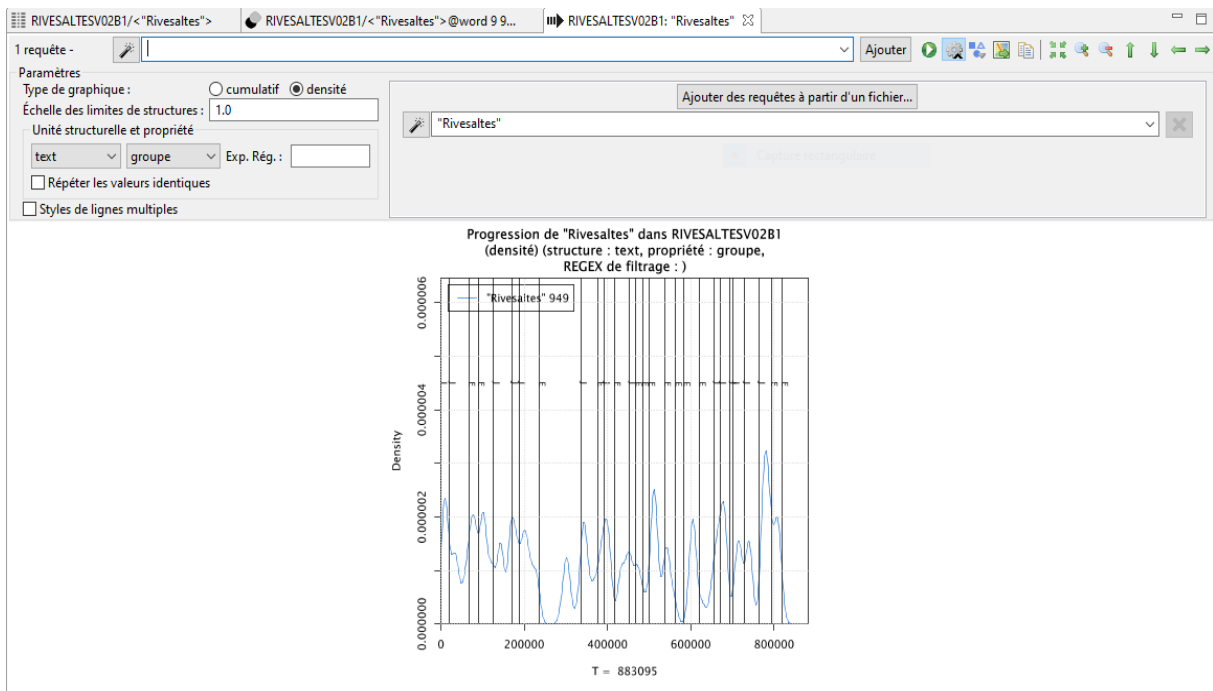 RIVESALTESV02B1/<"Rivesaltes">
RIVESALTESV02B1/<"Rivesaltes">@word 9 9...
RIVESALTESV02B1: "Rivesaltes"
1 requête -
Ajouter
Paramètres
Type de graphique :
cumulatif
densité
Échelle des limites de structures :
1.0
Unité structurelle et propriété
text
groupe
Exp. Rég. :
Répéter les valeurs identiques
Styles de lignes multiples
Ajouter des requêtes à partir d'un fichier...
"Rivesaltes"
Capture rectangulaire
Progression de "Rivesaltes" dans RIVESALTESV02B1
(densité) (structure : text, propriété : groupe,
REGEX de filtrage : )
"Rivesaltes" 949
0.000006
0.000004
0.000002
0.000000
Density
0 200000 400000 600000 800000
T = 883095